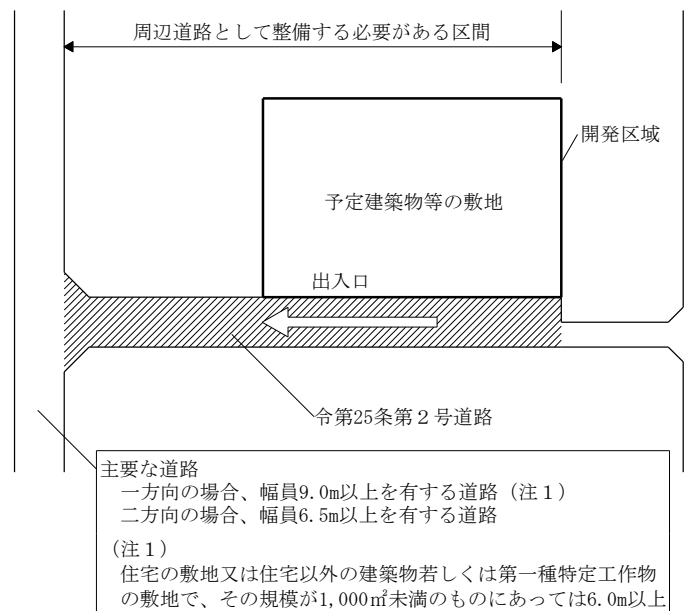 周辺道路として整備する必要がある区間
開発区域
予定建築物等の敷地
出入口
令第25条第２号道路
主要な道路
一方向の場合、幅員9.0m以上を有する道路（注１）
二方向の場合、幅員6.5m以上を有する道路
（注１）
住宅の敷地又は住宅以外の建築物若しくは第一種特定工作物
の敷地で、その規模が1,000㎡未満のものにあっては6.0m以上